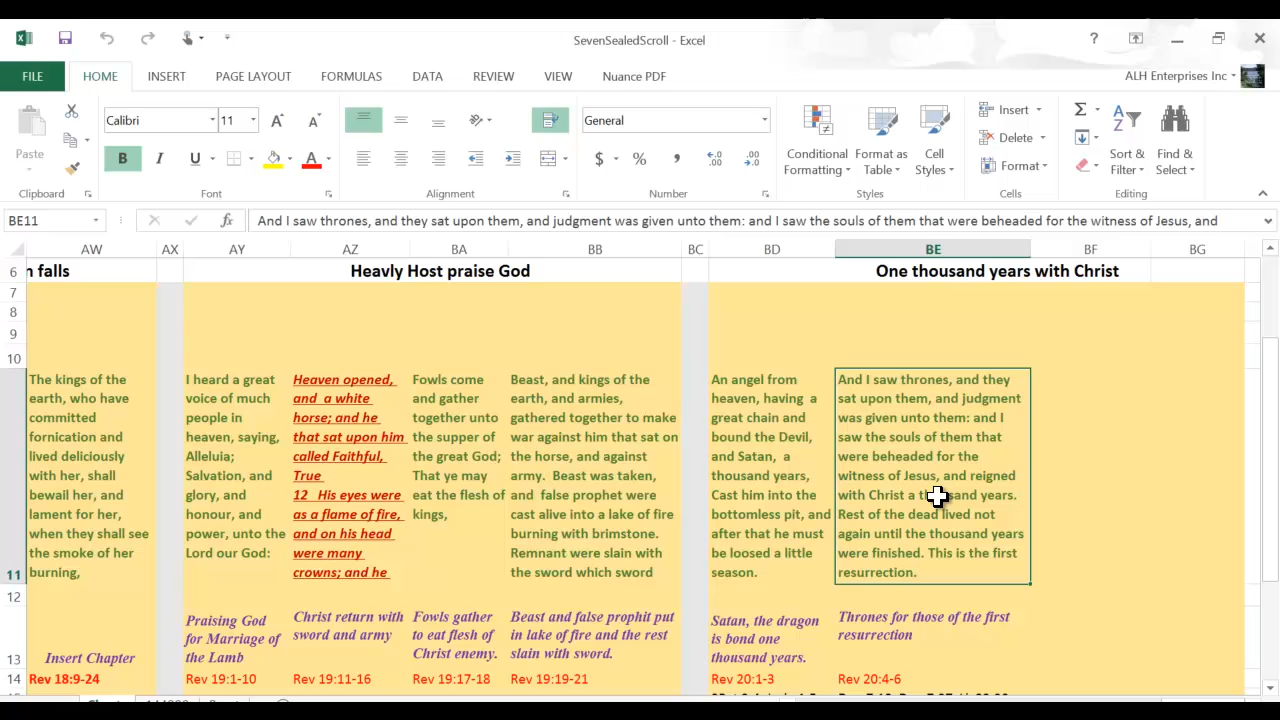 SevenSealedScroll - Excel
?
FILE HOME INSERT PAGE LAYOUT FORMULAS DATA REVIEW VIEW Nuance PDF ALH Enterprises Inc
Calibri 11 General Insert
Paste B I U A $ % Conditional Formatting Format as Table Cell Styles Delete Sort & Filter Find & Select
Format
Clipboard Font Alignment Number Styles Cells Editing
BE11 fx And I saw thrones, and they sat upon them, and judgment was given unto them: and I saw the souls of them that were beheaded for the witness of Jesus, and
AW AX AY AZ BA BB BC BD BE BF BG
6 n falls Heavly Host praise God One thousand years with Christ
7
8
9
10
11
The kings of the
earth, who have
committed
fornication and
lived deliciously
with her, shall
bewail her, and
lament for her,
when they shall see
the smoke of her
burning,
I heard a great
voice of much
people in
heaven, saying,
Alleluia;
Salvation, and
glory, and
honour, and
power, unto the
Lord our God:
Heaven opened,
and a white
horse; and he
that sat upon him
called Faithful,
True
12 His eyes were
as a flame of fire,
and on his head
were many
crowns; and he
Fowls come
and gather
together unto
the supper of
the great God;
That ye may
eat the flesh of
kings,
Beast, and kings of the
earth, and armies,
gathered together to make
war against him that sat on
the horse, and against
army. Beast was taken,
and false prophet were
cast alive into a lake of fire
burning with brimstone.
Remnant were slain with
the sword which sword
An angel from
heaven, having a
great chain and
bound the Devil,
and Satan, a
thousand years,
Cast him into the
bottomless pit, and
after that he must
be loosed a little
season.
And I saw thrones, and they
sat upon them, and judgment
was given unto them: and I
saw the souls of them that
were beheaded for the
witness of Jesus, and reigned
with Christ a thousand years.
Rest of the dead lived not
again until the thousand years
were finished. This is the first
resurrection.
12
13
Insert Chapter
Praising God
for Marriage of
the Lamb
Christ return with
sword and army
Fowls gather
to eat flesh of
Christ enemy.
Beast and false prophit put
in lake of fire and the rest
slain with sword.
Satan, the dragon
is bond one
thousand years.
Thrones for those of the first
resurrection
14 Rev 18:9-24 Rev 19:1-10 Rev 19:11-16 Rev 19:17-18 Rev 19:19-21 Rev 20:1-3 Rev 20:4-6